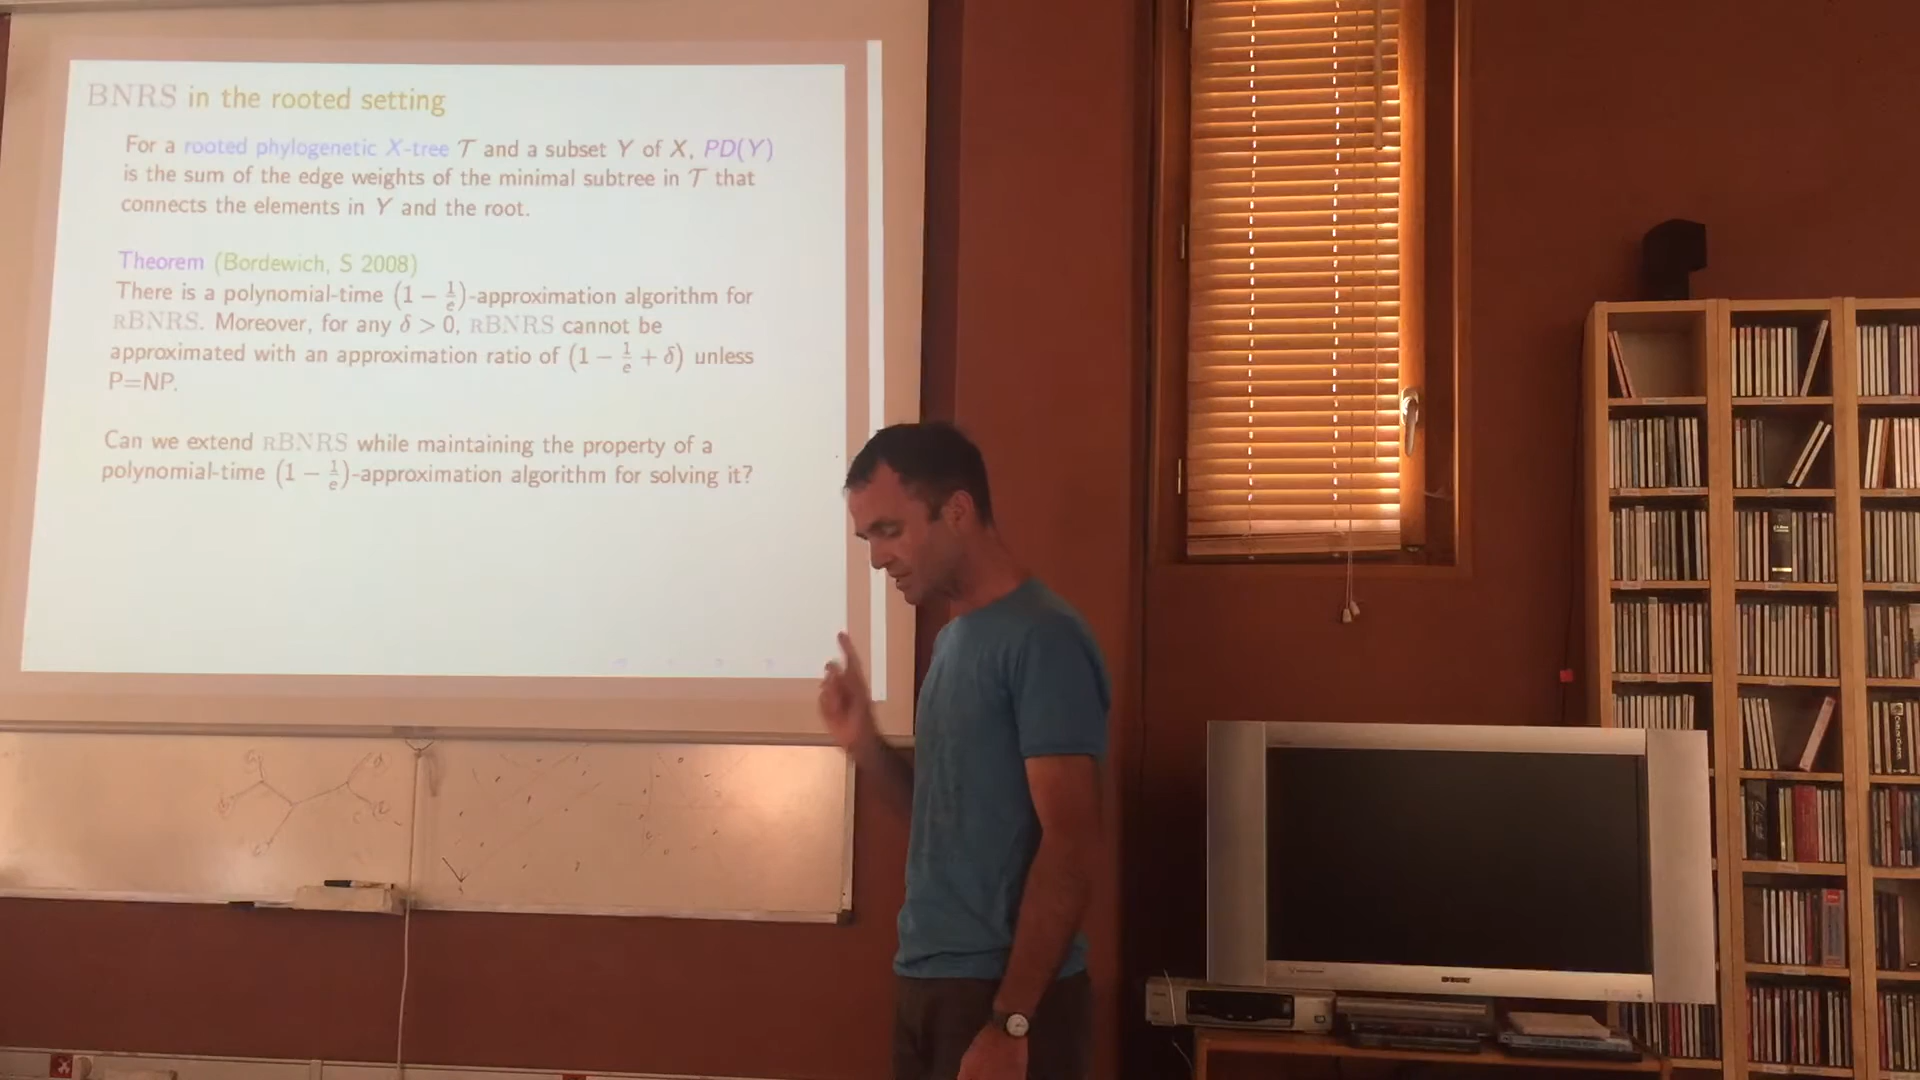 BNRS in the rooted setting
For a rooted phylogenetic X-tree 𝒯 and a subset Y of X, PD(Y)
is the sum of the edge weights of the minimal subtree in 𝒯 that
connects the elements in Y and the root.
Theorem (Bordewich, S 2008)
There is a polynomial-time (1 − 1/e)-approximation algorithm for
RBNRS. Moreover, for any δ > 0, RBNRS cannot be
approximated with an approximation ratio of (1 − 1/e + δ) unless
P=NP.
Can we extend RBNRS while maintaining the property of a
polynomial-time (1 − 1/e)-approximation algorithm for solving it?